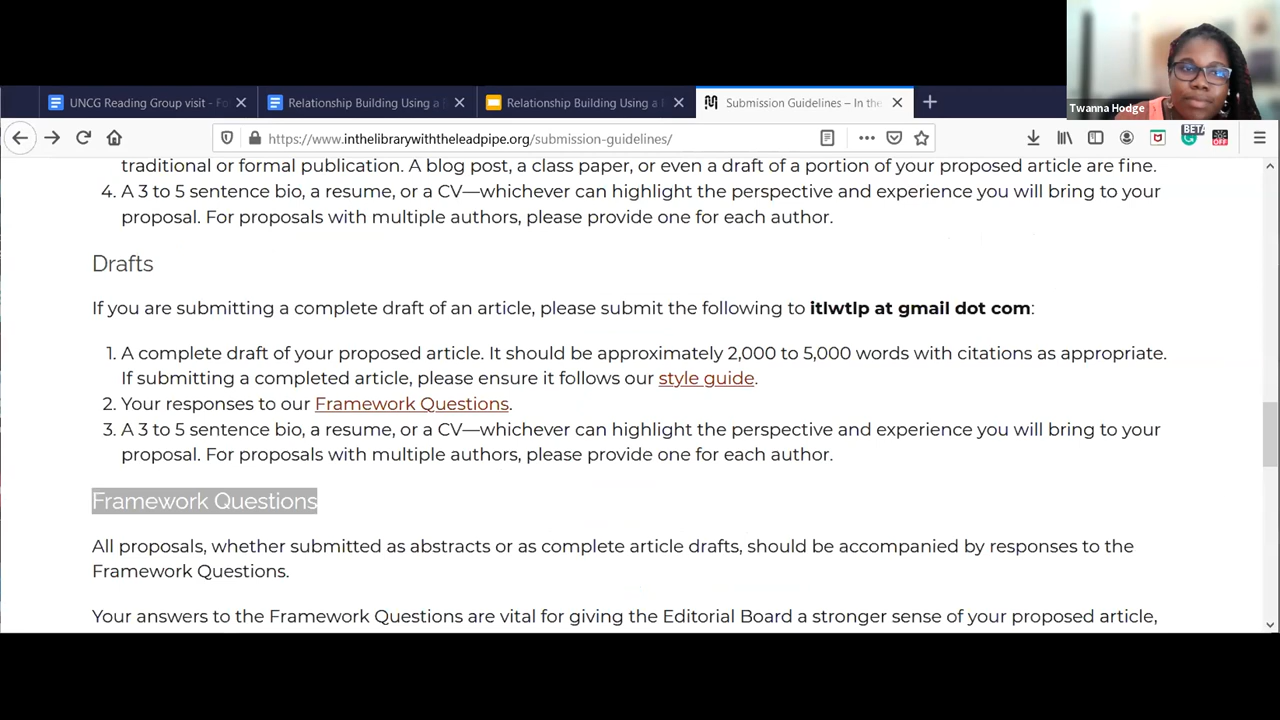 UNCG Reading Group visit - Fo
Relationship Building Using a
Relationship Building Using a
Submission Guidelines – In the
Twanna Hodge
https://www.inthelibrarywiththeleadpipe.org/submission-guidelines/
BETA
OFF
traditional or formal publication. A blog post, a class paper, or even a draft of a portion of your proposed article are fine.
4. A 3 to 5 sentence bio, a resume, or a CV—whichever can highlight the perspective and experience you will bring to your
proposal. For proposals with multiple authors, please provide one for each author.
Drafts
If you are submitting a complete draft of an article, please submit the following to itlwtlp at gmail dot com:
1. A complete draft of your proposed article. It should be approximately 2,000 to 5,000 words with citations as appropriate.
If submitting a completed article, please ensure it follows our style guide.
2. Your responses to our Framework Questions.
3. A 3 to 5 sentence bio, a resume, or a CV—whichever can highlight the perspective and experience you will bring to your
proposal. For proposals with multiple authors, please provide one for each author.
Framework Questions
All proposals, whether submitted as abstracts or as complete article drafts, should be accompanied by responses to the
Framework Questions.
Your answers to the Framework Questions are vital for giving the Editorial Board a stronger sense of your proposed article,